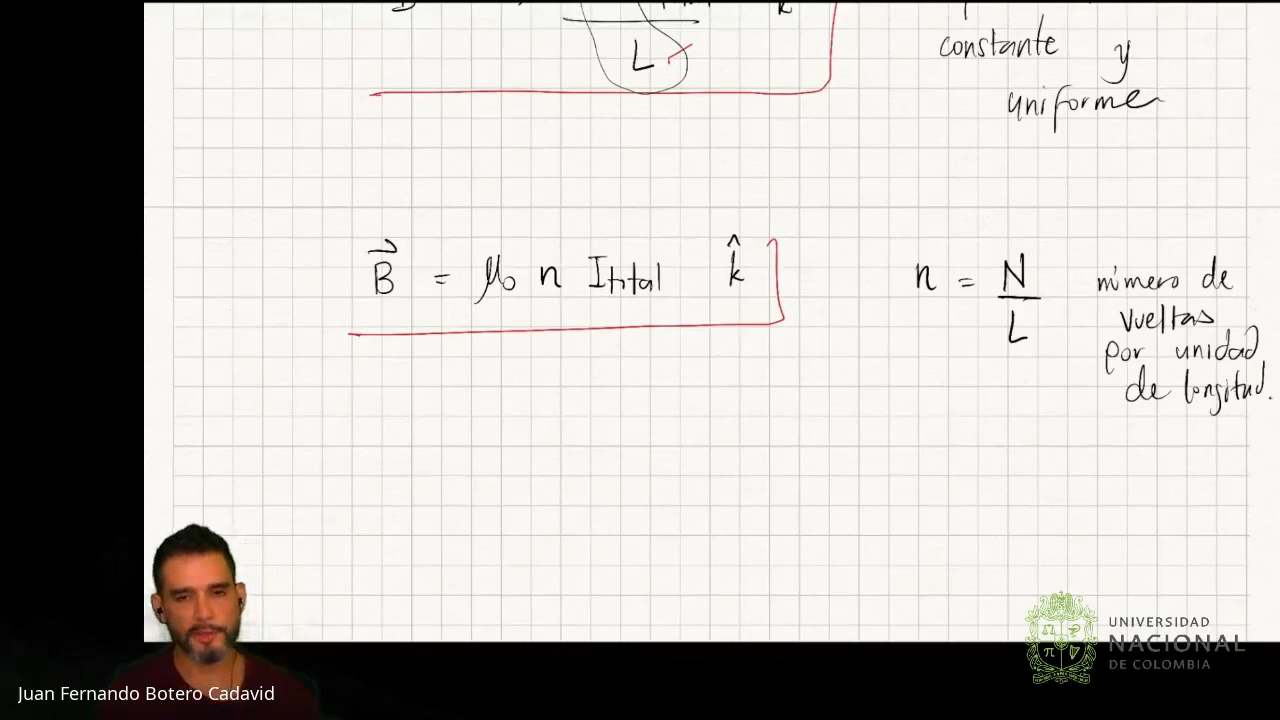 L
constante y
uniforme
B⃗ = μ₀ n Itotal k̂
n = N/L
número de
vueltas
por unidad
de longitud.
UNIVERSIDAD
NACIONAL
DE COLOMBIA
Juan Fernando Botero Cadavid